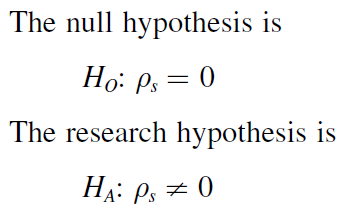 The null hypothesis is
H_O: ρ_s = 0
The research hypothesis is
H_A: ρ_s ≠ 0